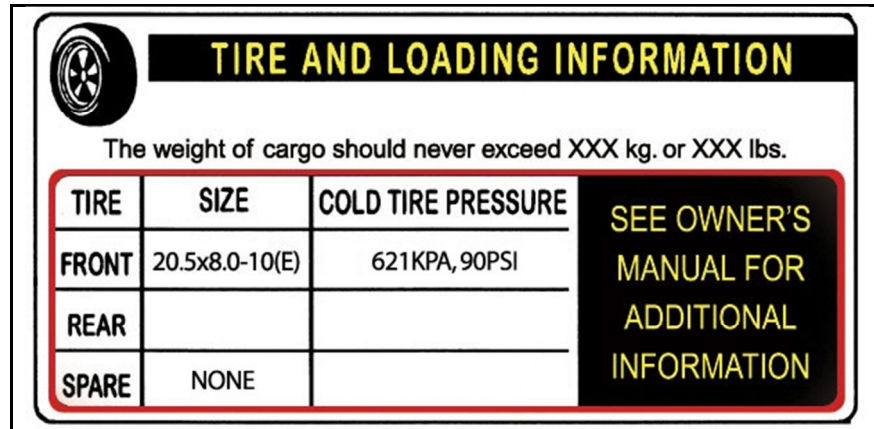 TIRE AND LOADING INFORMATION
The weight of cargo should never exceed XXX kg. or XXX lbs.
TIRE SIZE COLD TIRE PRESSURE
FRONT 20.5x8.0-10(E) 621KPA, 90PSI
REAR
SPARE NONE
SEE OWNER'S
MANUAL FOR
ADDITIONAL
INFORMATION